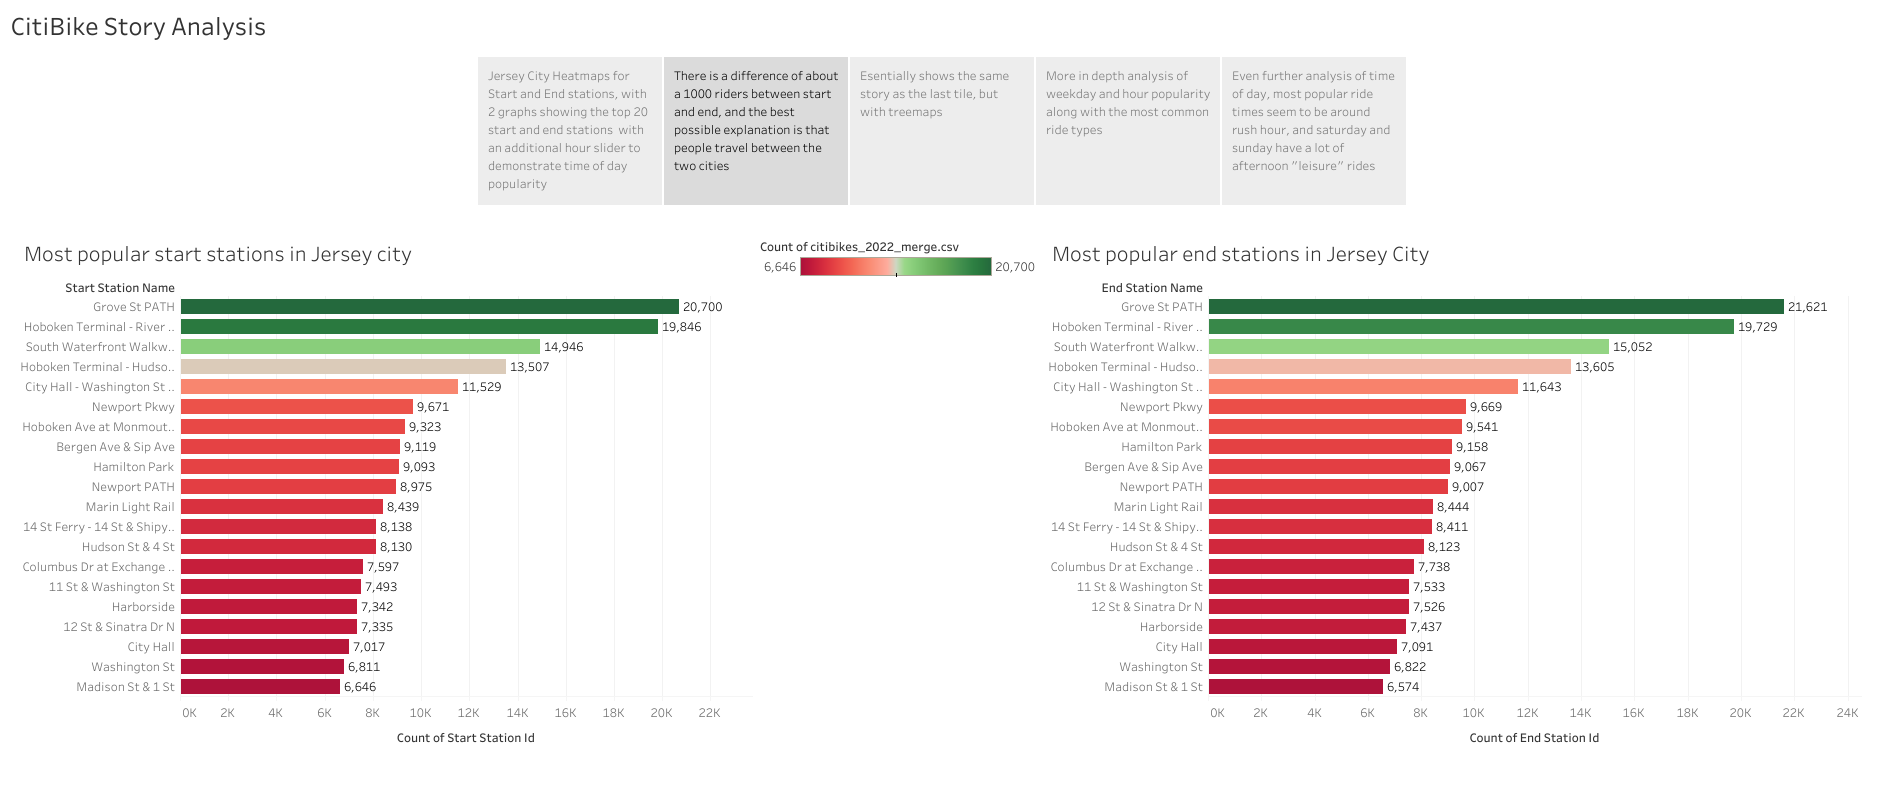 CitiBike Story Analysis
Jersey City Heatmaps for
Start and End stations, with
2 graphs showing the top 20
start and end stations with
an additional hour slider to
demonstrate time of day
popularity
There is a difference of about
a 1000 riders between start
and end, and the best
possible explanation is that
people travel between the
two cities
Esentially shows the same
story as the last tile, but
with treemaps
More in depth analysis of
weekday and hour popularity
along with the most common
ride types
Even further analysis of time
of day, most popular ride
times seem to be around
rush hour, and saturday and
sunday have a lot of
afternoon "leisure" rides
Most popular start stations in Jersey city
Start Station Name
Grove St PATH 20,700
Hoboken Terminal - River .. 19,846
South Waterfront Walkw.. 14,946
Hoboken Terminal - Hudso.. 13,507
City Hall - Washington St .. 11,529
Newport Pkwy 9,671
Hoboken Ave at Monmout.. 9,323
Bergen Ave & Sip Ave 9,119
Hamilton Park 9,093
Newport PATH 8,975
Marin Light Rail 8,439
14 St Ferry - 14 St & Shipy.. 8,138
Hudson St & 4 St 8,130
Columbus Dr at Exchange .. 7,597
11 St & Washington St 7,493
Harborside 7,342
12 St & Sinatra Dr N 7,335
City Hall 7,017
Washington St 6,811
Madison St & 1 St 6,646
0K 2K 4K 6K 8K 10K 12K 14K 16K 18K 20K 22K
Count of Start Station Id
Count of citibikes_2022_merge.csv
6,646 20,700
Most popular end stations in Jersey City
End Station Name
Grove St PATH 21,621
Hoboken Terminal - River .. 19,729
South Waterfront Walkw.. 15,052
Hoboken Terminal - Hudso.. 13,605
City Hall - Washington St .. 11,643
Newport Pkwy 9,669
Hoboken Ave at Monmout.. 9,541
Hamilton Park 9,158
Bergen Ave & Sip Ave 9,067
Newport PATH 9,007
Marin Light Rail 8,444
14 St Ferry - 14 St & Shipy.. 8,411
Hudson St & 4 St 8,123
Columbus Dr at Exchange .. 7,738
11 St & Washington St 7,533
12 St & Sinatra Dr N 7,526
Harborside 7,437
City Hall 7,091
Washington St 6,822
Madison St & 1 St 6,574
0K 2K 4K 6K 8K 10K 12K 14K 16K 18K 20K 22K 24K
Count of End Station Id